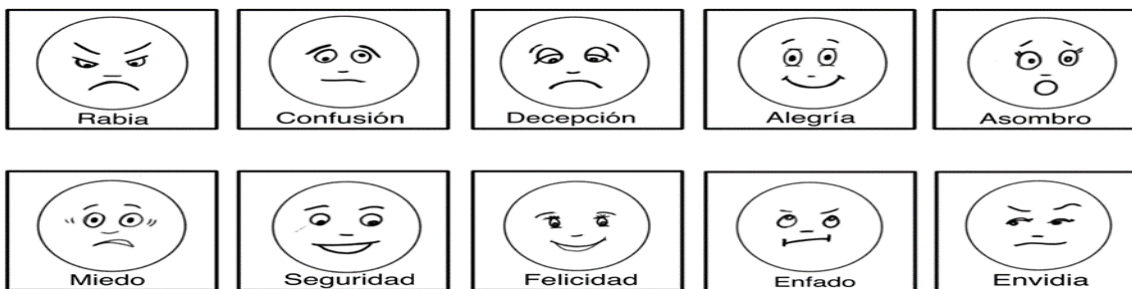 Rabia
Confusión
Decepción
Alegría
Asombro
Miedo
Seguridad
Felicidad
Enfado
Envidia